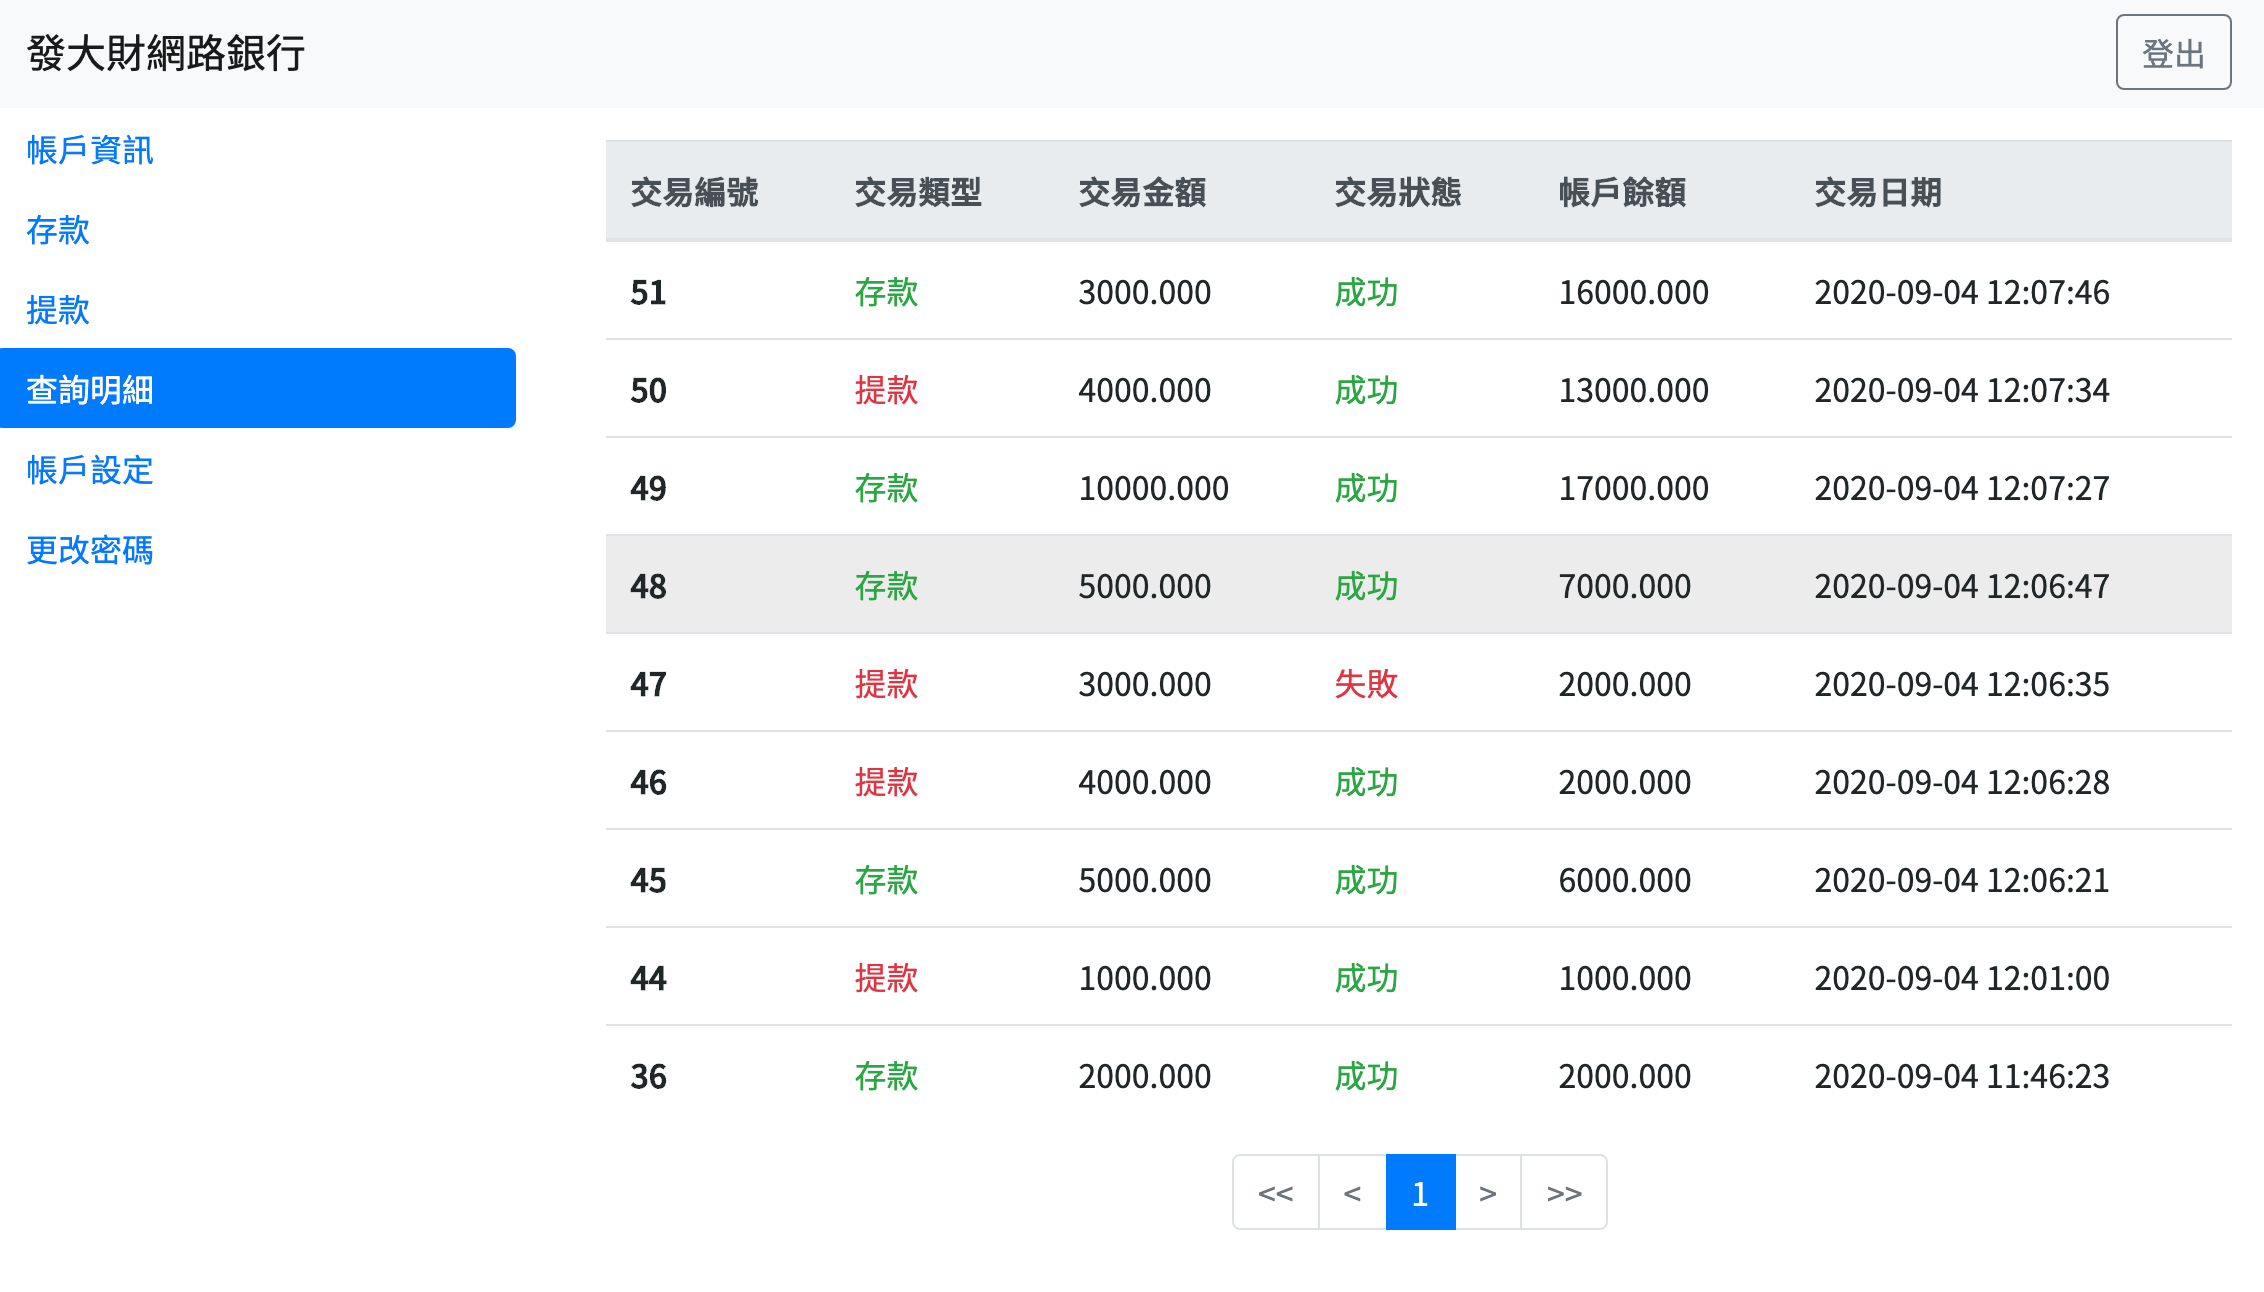 發大財網路銀行 登出
帳戶資訊
存款
提款
查詢明細
帳戶設定
更改密碼
交易編號 交易類型 交易金額 交易狀態 帳戶餘額 交易日期
51 存款 3000.000 成功 16000.000 2020-09-04 12:07:46
50 提款 4000.000 成功 13000.000 2020-09-04 12:07:34
49 存款 10000.000 成功 17000.000 2020-09-04 12:07:27
48 存款 5000.000 成功 7000.000 2020-09-04 12:06:47
47 提款 3000.000 失敗 2000.000 2020-09-04 12:06:35
46 提款 4000.000 成功 2000.000 2020-09-04 12:06:28
45 存款 5000.000 成功 6000.000 2020-09-04 12:06:21
44 提款 1000.000 成功 1000.000 2020-09-04 12:01:00
36 存款 2000.000 成功 2000.000 2020-09-04 11:46:23
<< < 1 > >>